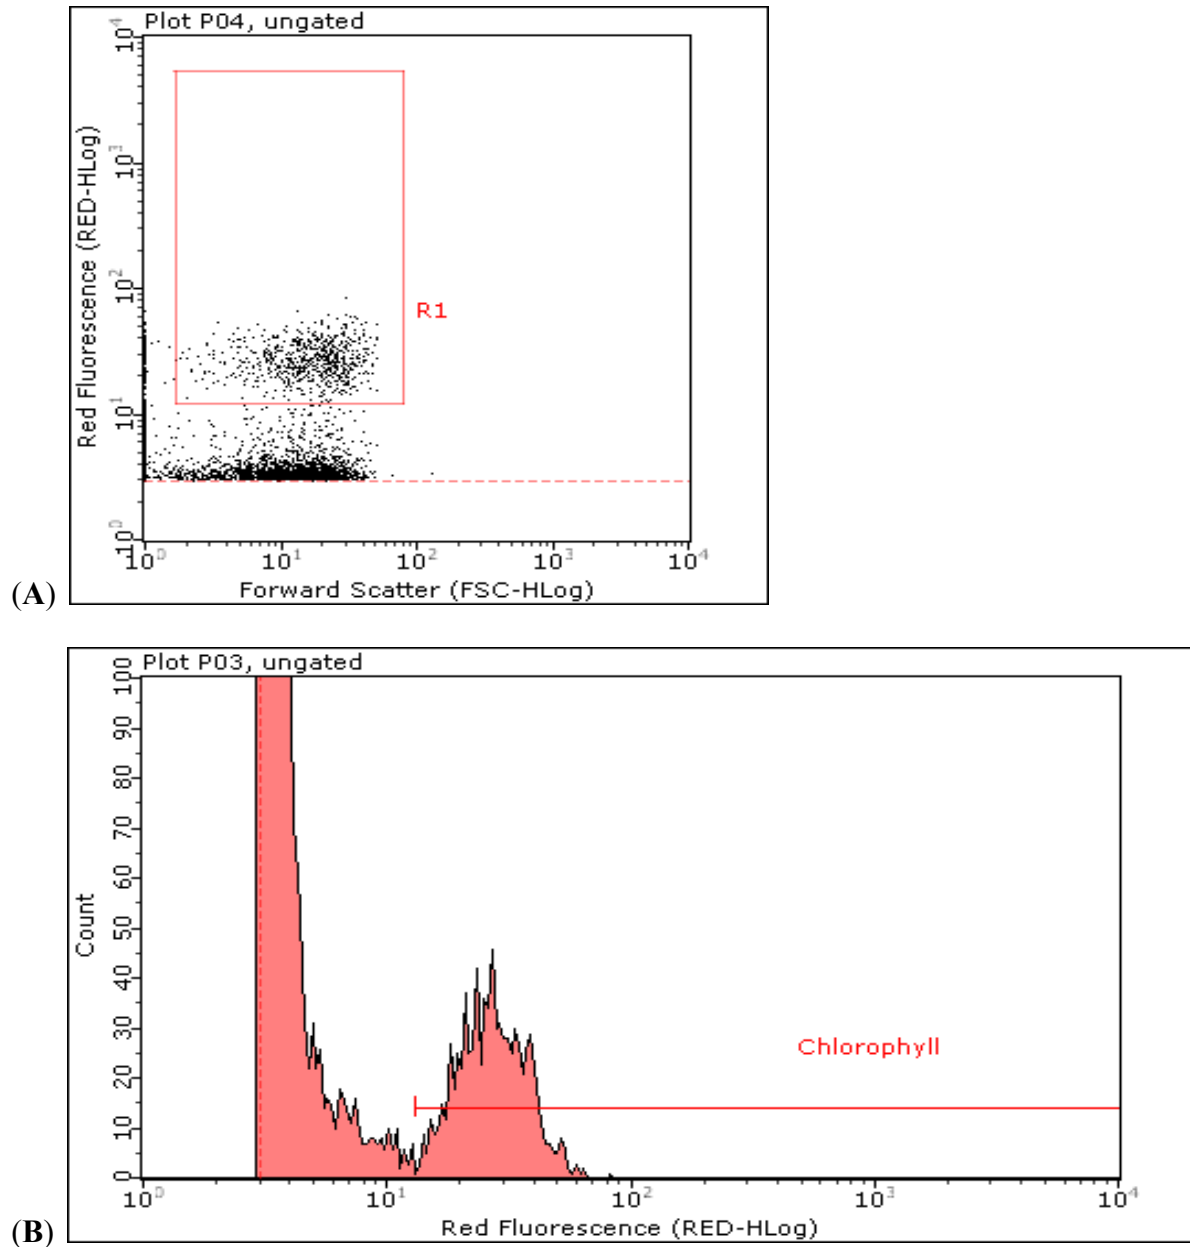 Plot P04, ungated
10^4
10^3
10^2
10^1
10^0
Red Fluorescence (RED-HLog)
R1
10^0 10^1 10^2 10^3 10^4
Forward Scatter (FSC-HLog)
(A)
Plot P03, ungated
100
90
80
70
60
50
40
30
20
10
0
Count
Chlorophyll
10^0 10^1 10^2 10^3 10^4
Red Fluorescence (RED-HLog)
(B)